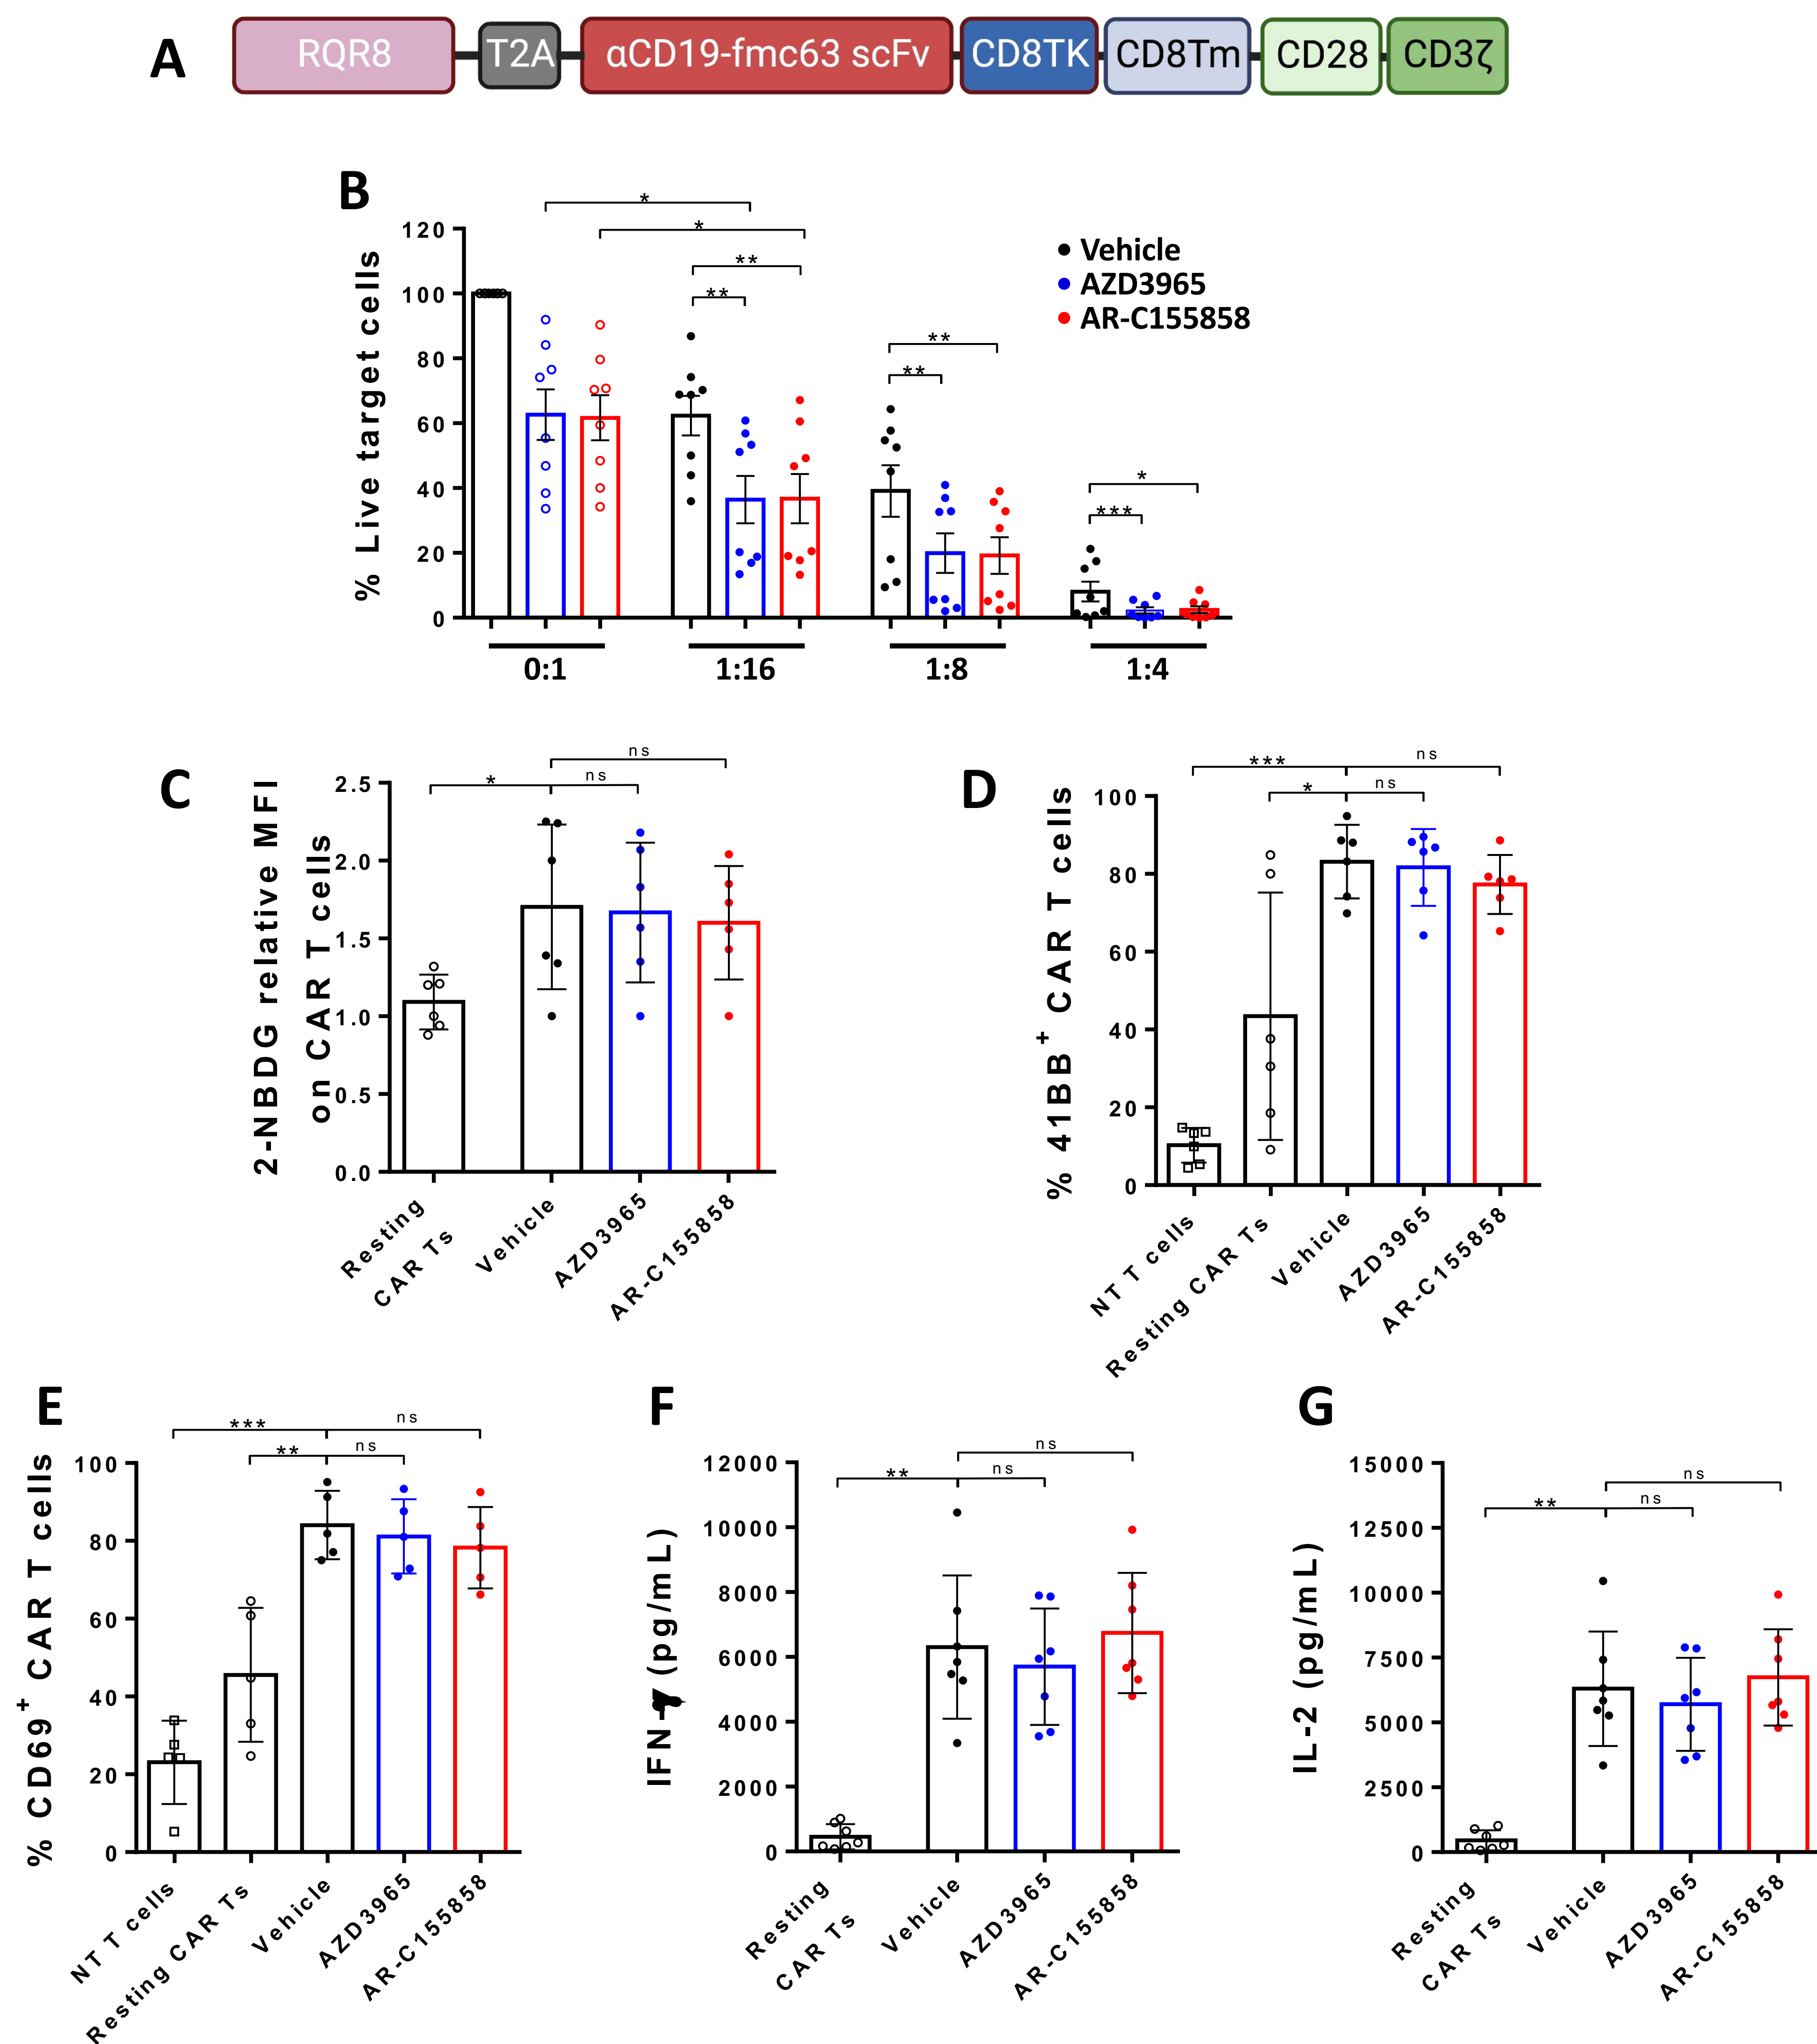 A
RQR8 T2A αCD19-fmc63 scFv CD8TK CD8Tm CD28 CD3ζ
B
% Live target cells
120
100
80
60
40
20
0
* * ** ** ** ** * ***
Vehicle
AZD3965
AR-C155858
0:1 1:16 1:8 1:4
C
2-NBDG relative MFI
on CAR T cells
2.5
2.0
1.5
1.0
0.5
0.0
ns
* ns
Resting
CAR Ts
Vehicle
AZD3965
AR-C155858
D
% 41BB+ CAR T cells
100
80
60
40
20
0
*** ns
* ns
NT T cells
Resting CAR Ts
Vehicle
AZD3965
AR-C155858
E
% CD69+ CAR T cells
100
80
60
40
20
0
*** ns
** ns
NT T cells
Resting CAR Ts
Vehicle
AZD3965
AR-C155858
F
IFN-γ (pg/mL)
12000
10000
8000
6000
4000
2000
0
ns
** ns
Resting
CAR Ts
Vehicle
AZD3965
AR-C155858
G
IL-2 (pg/mL)
15000
12500
10000
7500
5000
2500
0
ns
** ns
Resting
CAR Ts
Vehicle
AZD3965
AR-C155858